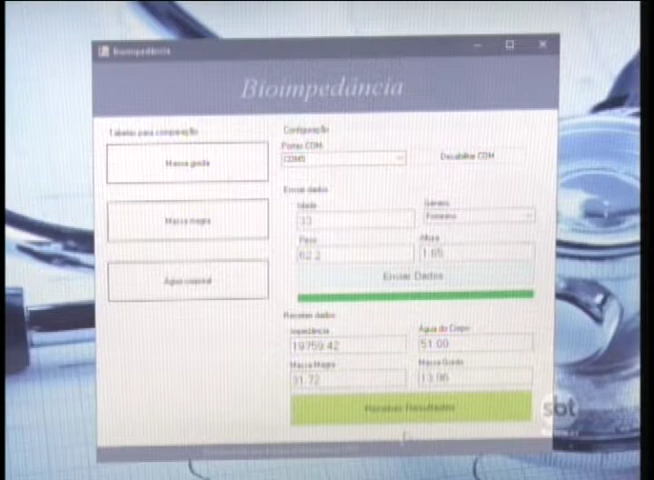 Bioimpedância
Bioimpedância
Tabelas para comparação
Massa gorda
Massa magra
Água corporal
Configuração
Portas COM
COM5
Desabilitar COM
Enviar dados
Idade
33
Gênero
Feminino
Peso
62.2
Altura
1.65
Enviar Dados
Receber dados
Impedância
19759.42
Água do Corpo
51.00
Massa Magra
31.72
Massa Gorda
13.96
Receber Resultados
sbt